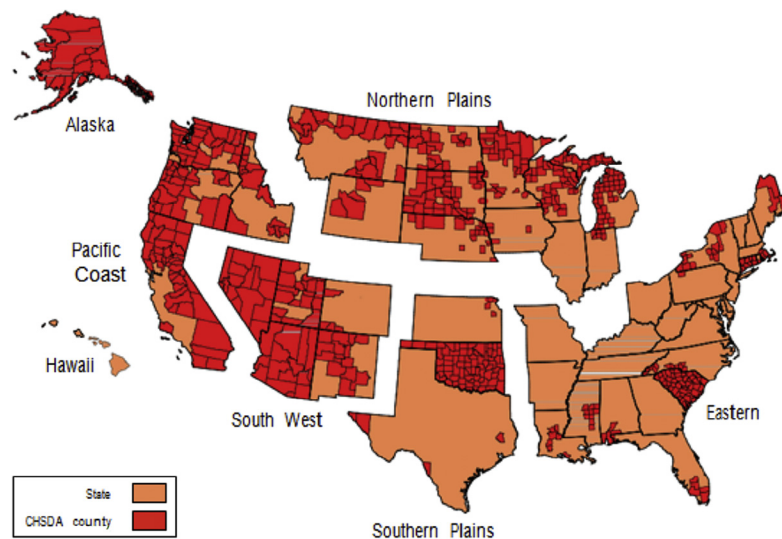 Northern Plains
Alaska
Pacific
Coast
Hawaii
South West
Eastern
State
CHSDA county
Southern Plains